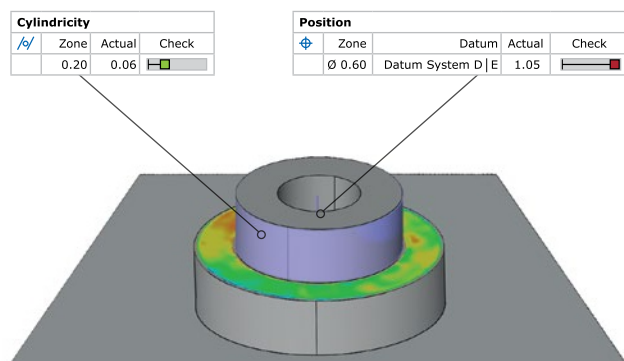 Cylindricity
Zone Actual Check
0.20 0.06
Position
Zone Datum Actual Check
Ø 0.60 Datum System D|E 1.05